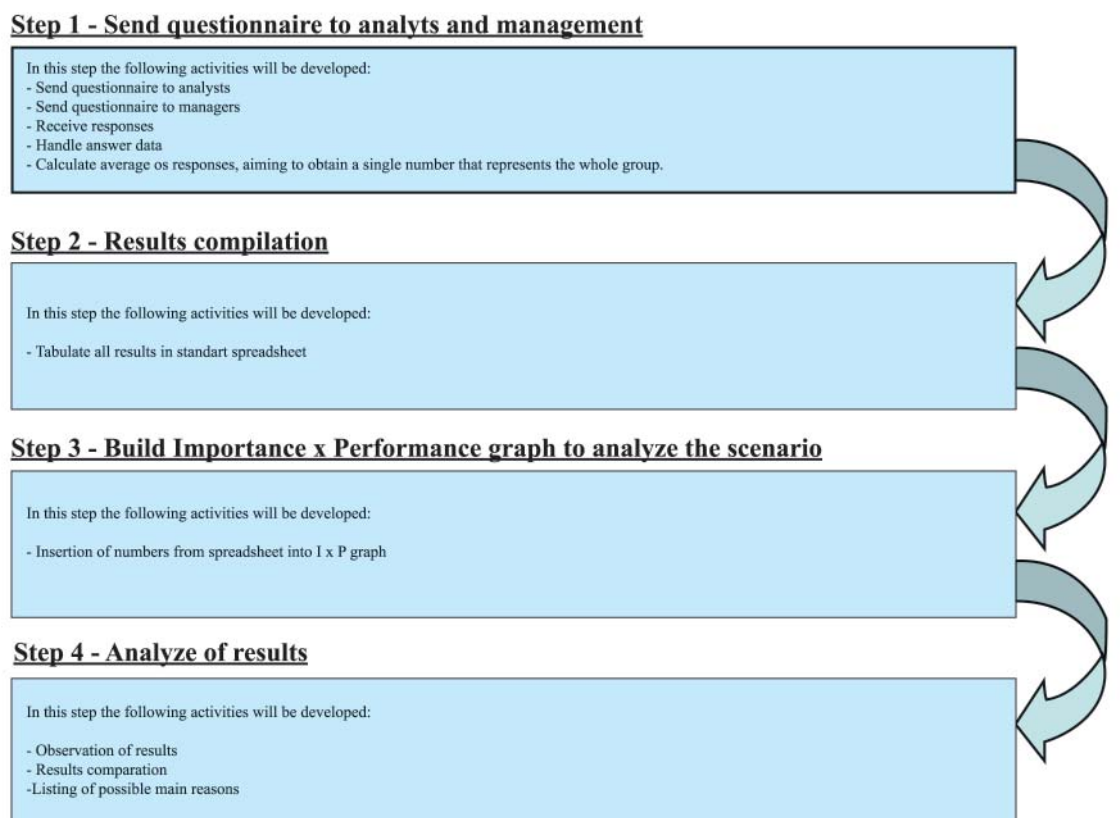 Step 1 - Send questionnaire to analyts and management
In this step the following activities will be developed:
- Send questionnaire to analysts
- Send questionnaire to managers
- Receive responses
- Handle answer data
- Calculate average os responses, aiming to obtain a single number that represents the whole group.
Step 2 - Results compilation
In this step the following activities will be developed:
- Tabulate all results in standart spreadsheet
Step 3 - Build Importance x Performance graph to analyze the scenario
In this step the following activities will be developed:
- Insertion of numbers from spreadsheet into I x P graph
Step 4 - Analyze of results
In this step the following activities will be developed:
- Observation of results
- Results comparation
-Listing of possible main reasons